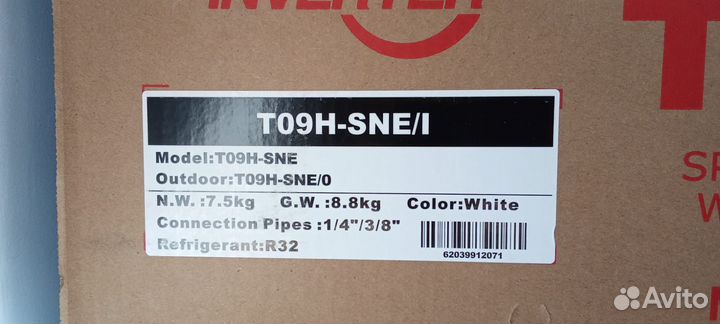 INVERTER
T09H-SNE/I
Model:T09H-SNE
Outdoor:T09H-SNE/0
N.W. :7.5kg G.W. :8.8kg Color:White
Connection Pipes :1/4"/3/8"
Refrigerant:R32
62039912071
Avito